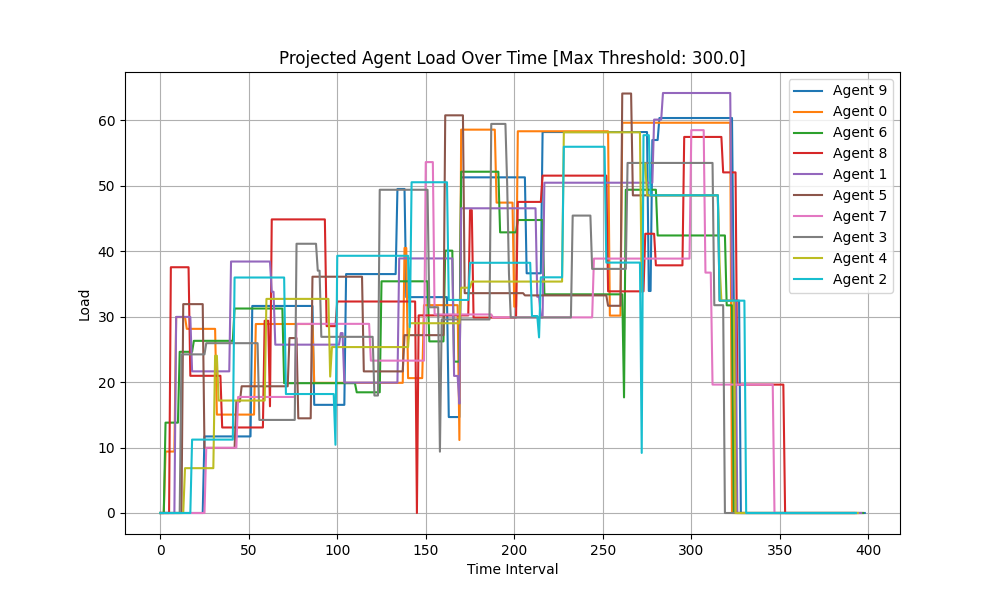 Projected Agent Load Over Time [Max Threshold: 300.0]
Load
60
50
40
30
20
10
0
0 50 100 150 200 250 300 350 400
Time Interval
Agent 9
Agent 0
Agent 6
Agent 8
Agent 1
Agent 5
Agent 7
Agent 3
Agent 4
Agent 2